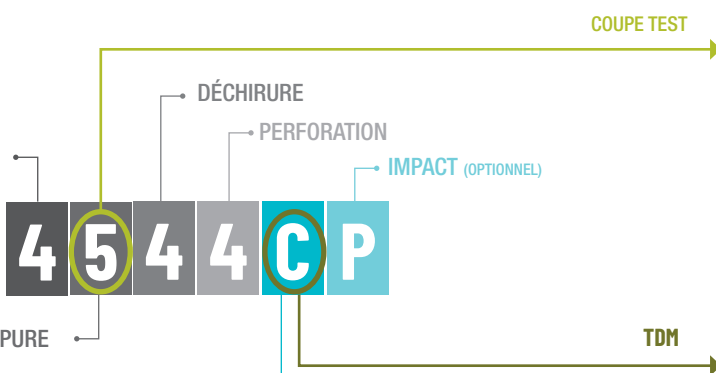 COUPE TEST
DÉCHIRURE
PERFORATION
IMPACT (OPTIONNEL)
4 5 4 4 C P
PURE
TDM